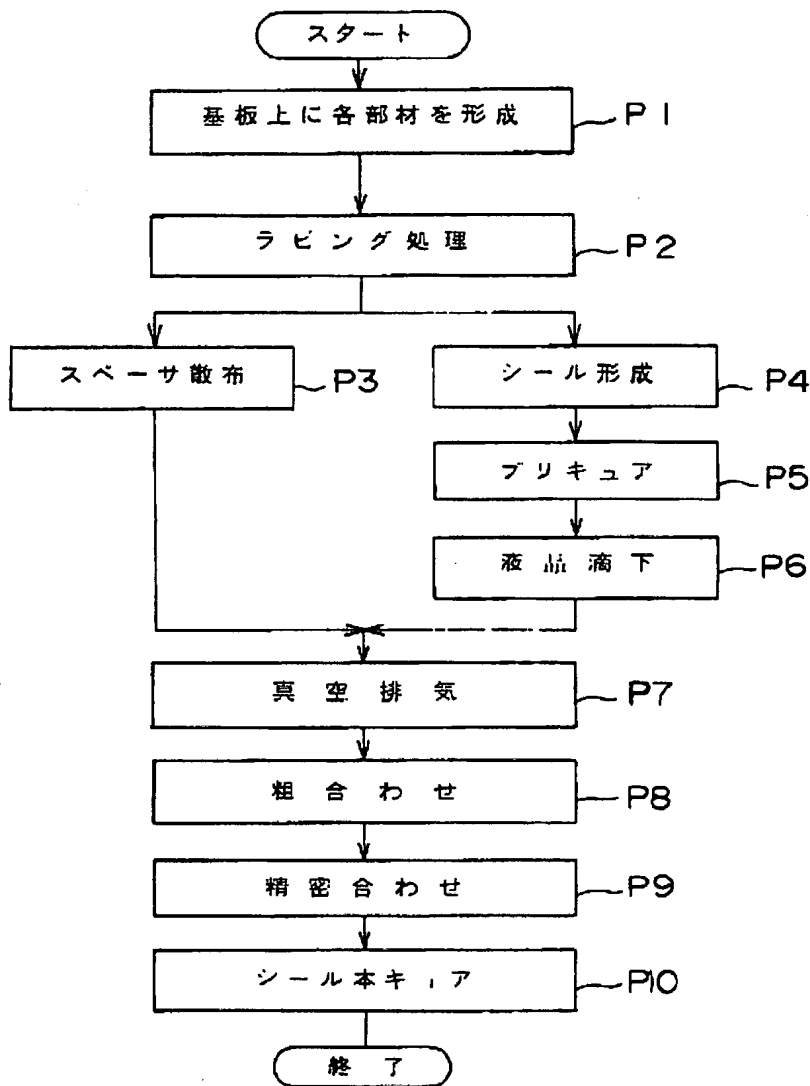 スタート
基板上に各部材を形成 P1
ラビング処理 P2
スペーサ散布 P3
シール形成 P4
プリキュア P5
液晶滴下 P6
真空排気 P7
粗合わせ P8
精密合わせ P9
シール本キュア P10
終了